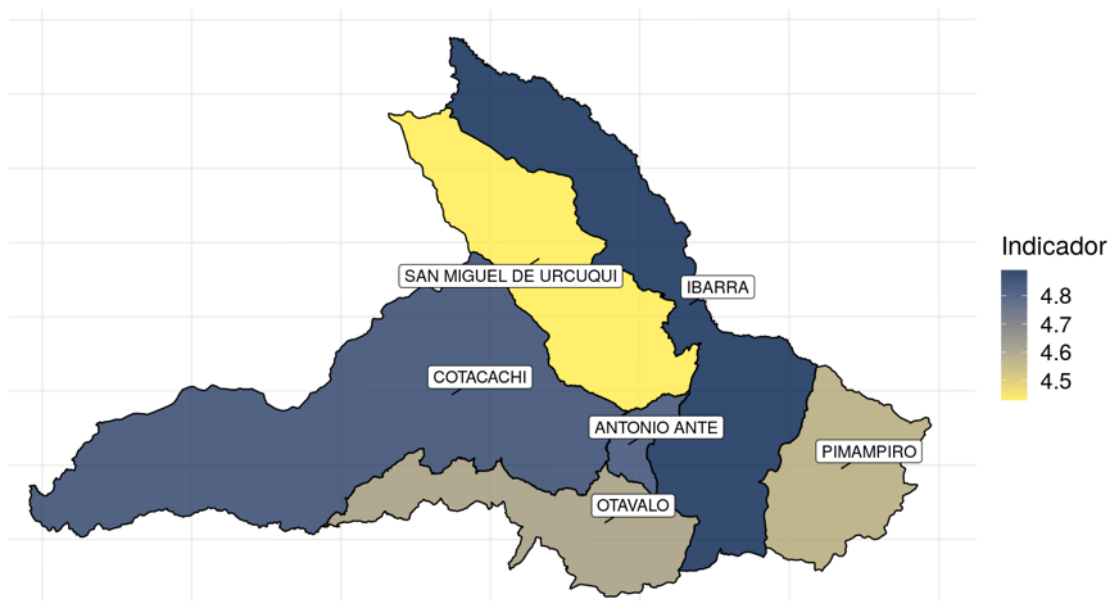 SAN MIGUEL DE URCUQUI
IBARRA
COTACACHI
ANTONIO ANTE
PIMAMPIRO
OTAVALO
Indicador
4.8
4.7
4.6
4.5